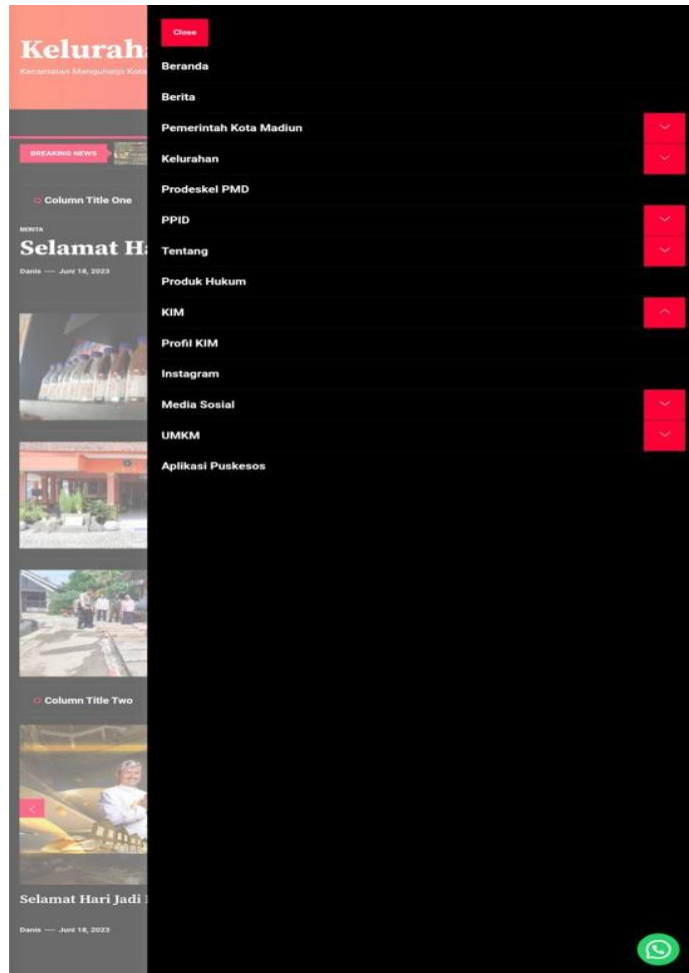 Keluraha
Kecamatan Manguharjo Kota
BREAKING NEWS
Column Title One
BERITA
Selamat Ha
Danis — Juni 18, 2023
Column Title Two
Selamat Hari Jadi
Danis — Juni 18, 2023
Close
Beranda
Berita
Pemerintah Kota Madiun
Kelurahan
Prodeskel PMD
PPID
Tentang
Produk Hukum
KIM
Profil KIM
Instagram
Media Sosial
UMKM
Aplikasi Puskesos